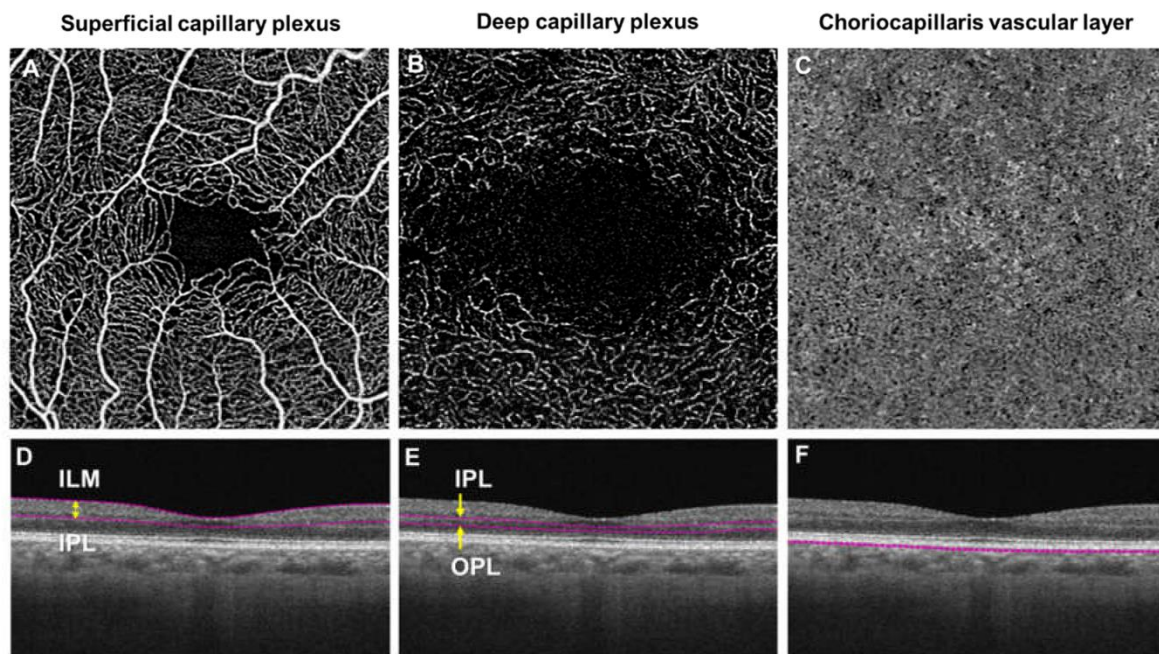 Superficial capillary plexus
Deep capillary plexus
Choriocapillaris vascular layer
A
B
C
D
ILM
IPL
E
IPL
OPL
F